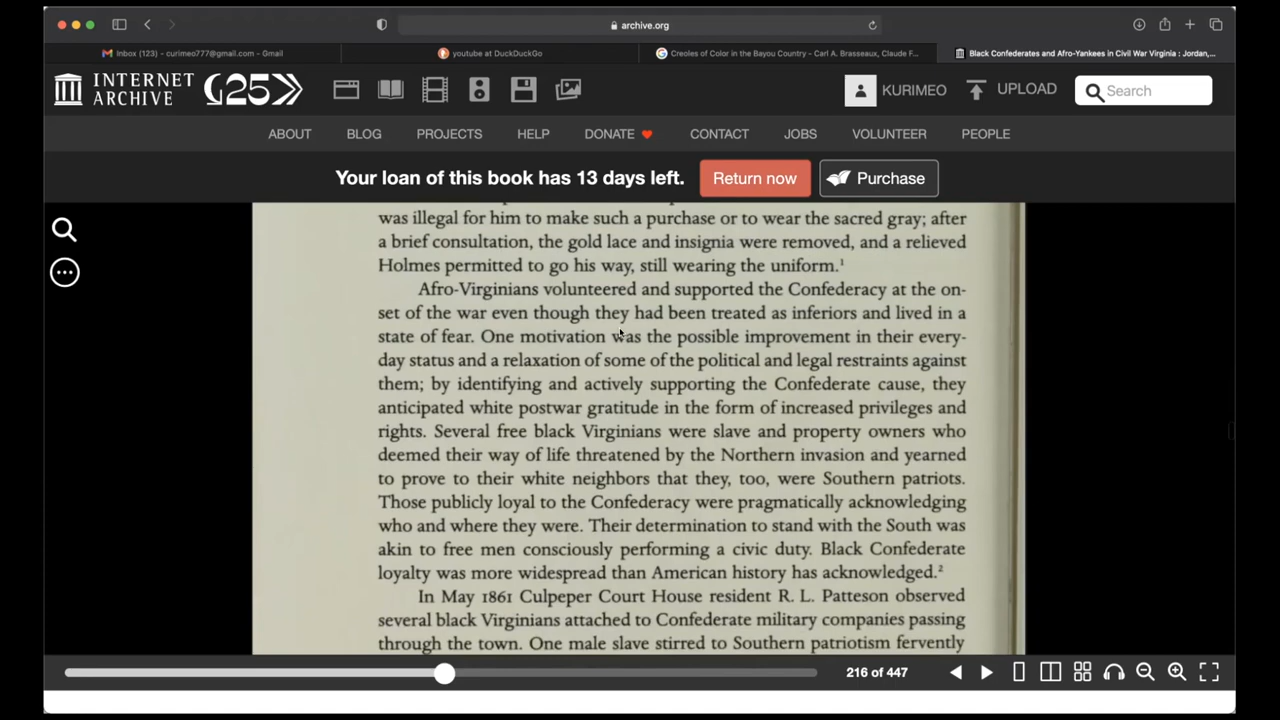 archive.org
Inbox (123) - curimeo777@gmail.com - Gmail
youtube at DuckDuckGo
Creoles of Color in the Bayou Country - Carl A. Brasseaux, Claude F...
Black Confederates and Afro-Yankees in Civil War Virginia : Jordan,...
INTERNET ARCHIVE
25
KURIMEO
UPLOAD
Search
ABOUT BLOG PROJECTS HELP DONATE CONTACT JOBS VOLUNTEER PEOPLE
Your loan of this book has 13 days left. Return now Purchase
was illegal for him to make such a purchase or to wear the sacred gray; after
a brief consultation, the gold lace and insignia were removed, and a relieved
Holmes permitted to go his way, still wearing the uniform.¹
Afro-Virginians volunteered and supported the Confederacy at the on-
set of the war even though they had been treated as inferiors and lived in a
state of fear. One motivation was the possible improvement in their every-
day status and a relaxation of some of the political and legal restraints against
them; by identifying and actively supporting the Confederate cause, they
anticipated white postwar gratitude in the form of increased privileges and
rights. Several free black Virginians were slave and property owners who
deemed their way of life threatened by the Northern invasion and yearned
to prove to their white neighbors that they, too, were Southern patriots.
Those publicly loyal to the Confederacy were pragmatically acknowledging
who and where they were. Their determination to stand with the South was
akin to free men consciously performing a civic duty. Black Confederate
loyalty was more widespread than American history has acknowledged.²
In May 1861 Culpeper Court House resident R. L. Patteson observed
several black Virginians attached to Confederate military companies passing
through the town. One male slave stirred to Southern patriotism fervently
216 of 447